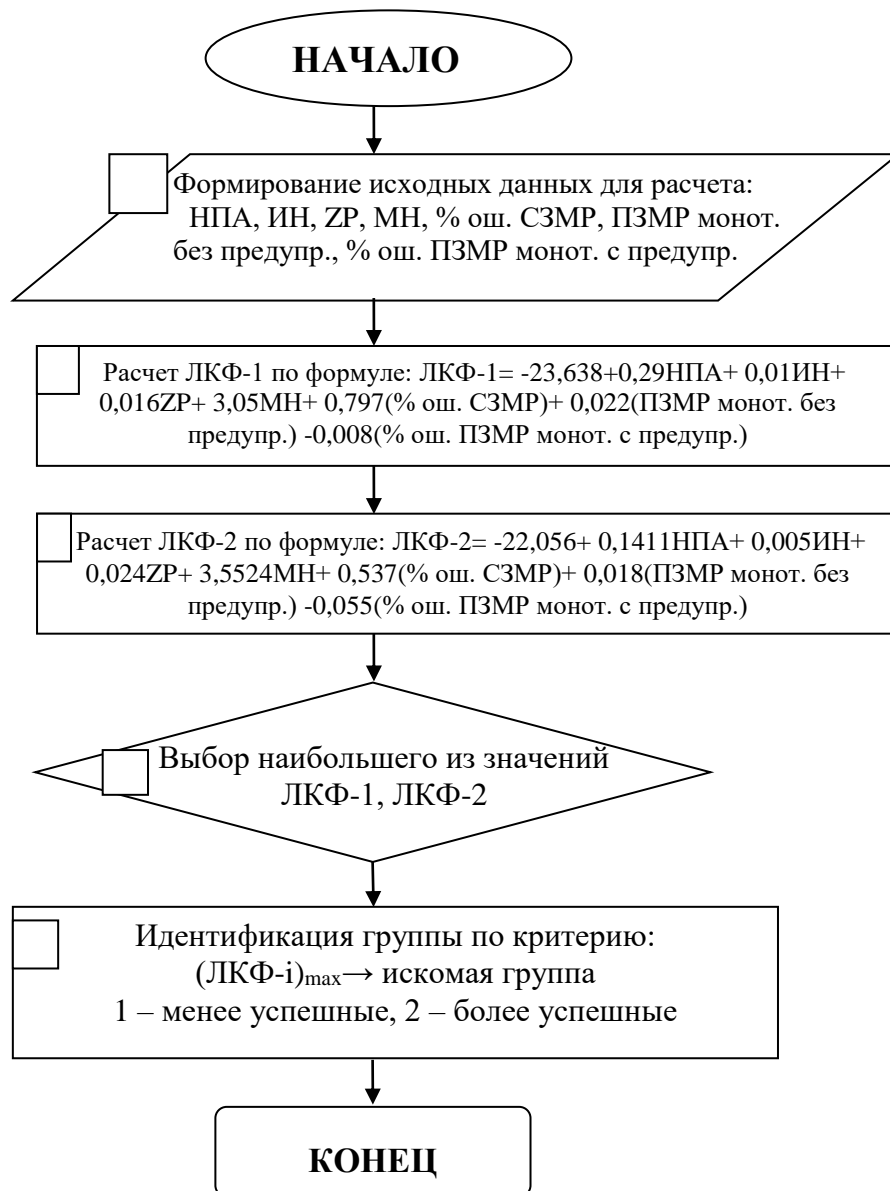 НАЧАЛО
Формирование исходных данных для расчета:
НПА, ИН, ZP, МН, % ош. СЗМР, ПЗМР монот.
без предупр., % ош. ПЗМР монот. с предупр.
Расчет ЛКФ-1 по формуле: ЛКФ-1= -23,638+0,29НПА+ 0,01ИН+
0,016ZP+ 3,05МН+ 0,797(% ош. СЗМР)+ 0,022(ПЗМР монот. без
предупр.) -0,008(% ош. ПЗМР монот. с предупр.)
Расчет ЛКФ-2 по формуле: ЛКФ-2= -22,056+ 0,1411НПА+ 0,005ИН+
0,024ZP+ 3,5524МН+ 0,537(% ош. СЗМР)+ 0,018(ПЗМР монот. без
предупр.) -0,055(% ош. ПЗМР монот. с предупр.)
Выбор наибольшего из значений
ЛКФ-1, ЛКФ-2
Идентификация группы по критерию:
(ЛКФ-i)max→ искомая группа
1 – менее успешные, 2 – более успешные
КОНЕЦ